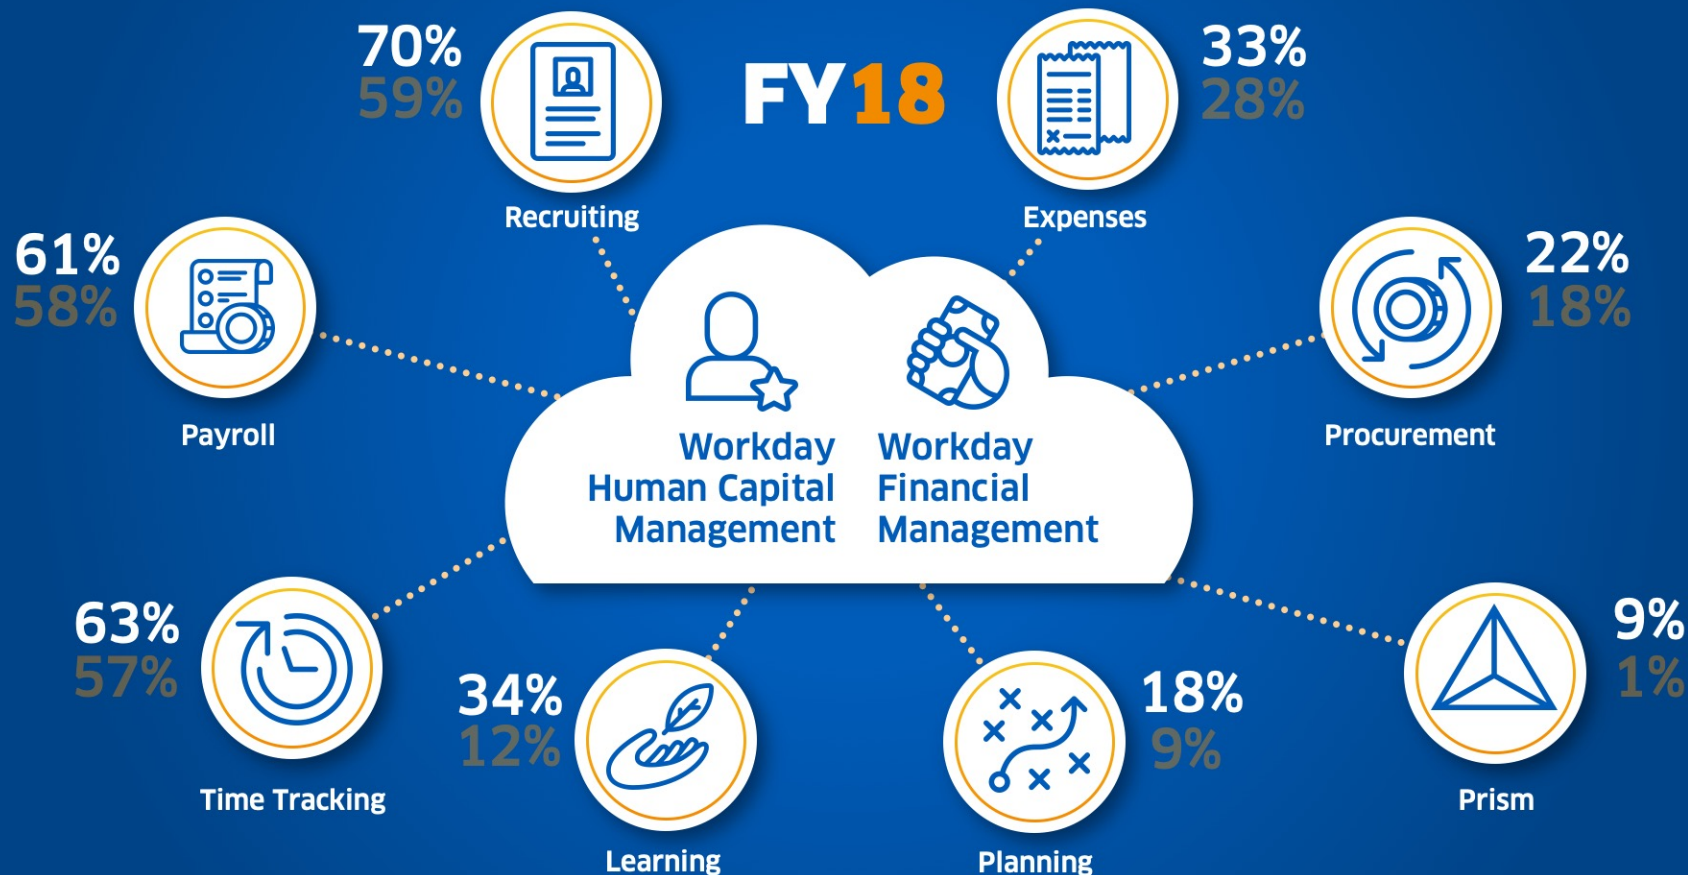 FY18
70%
59%
Recruiting
33%
28%
Expenses
61%
58%
Payroll
22%
18%
Procurement
Workday
Human Capital
Management
Workday
Financial
Management
63%
57%
Time Tracking
34%
12%
Learning
18%
9%
Planning
9%
1%
Prism